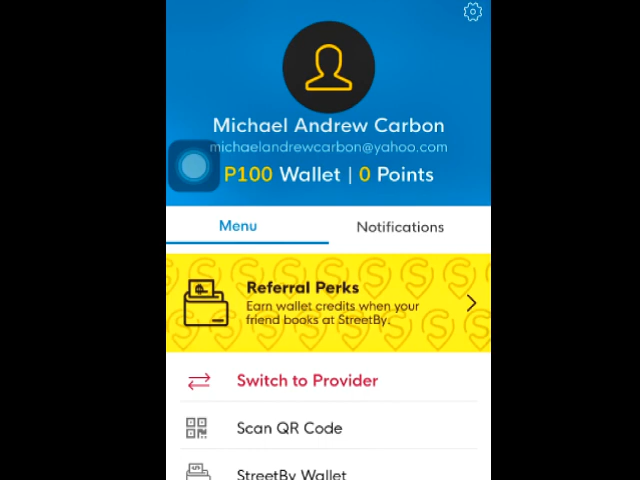 Michael Andrew Carbon
michaelandrewcarbon@yahoo.com
P100 Wallet | 0 Points
Menu
Notifications
Referral Perks
Earn wallet credits when your
friend books at StreetBy.
Switch to Provider
Scan QR Code
StreetBy Wallet